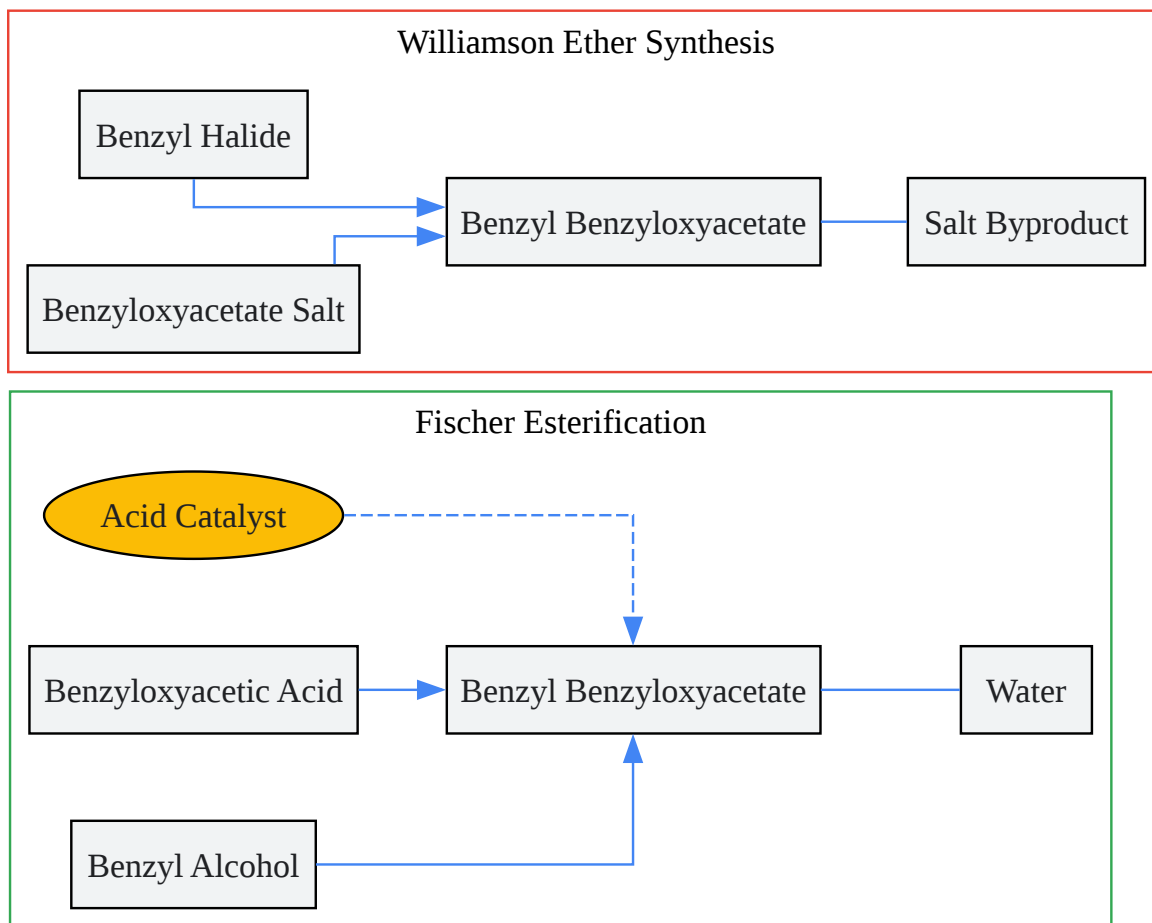 Williamson Ether Synthesis
Benzyl Halide
Benzyl Benzyloxyacetate
Salt Byproduct
Benzyloxyacetate Salt
Fischer Esterification
Acid Catalyst
Benzyloxyacetic Acid
Benzyl Benzyloxyacetate
Water
Benzyl Alcohol